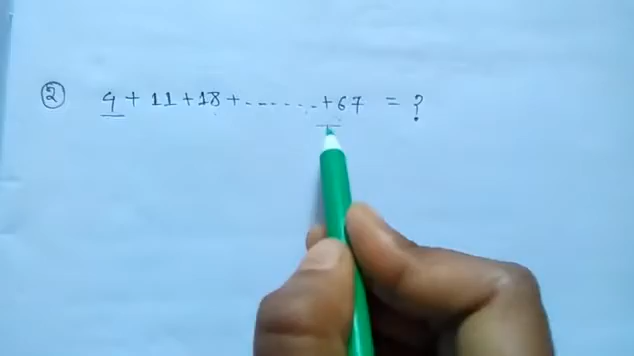 ② 4 + 11 + 18 + ....... + 67 = ?